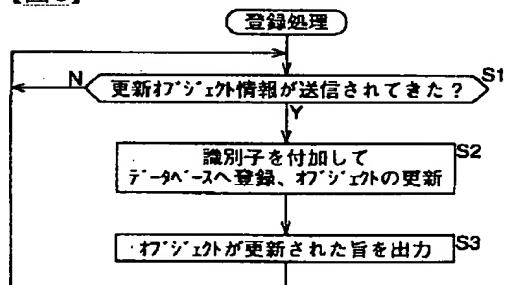 登録処理
N
更新ｵﾌﾞｼﾞｪｸﾄ情報が送信されてきた？
S1
Y
識別子を付加して
ﾃﾞｰﾀﾍﾞｰｽへ登録、ｵﾌﾞｼﾞｪｸﾄの更新
S2
ｵﾌﾞｼﾞｪｸﾄが更新された旨を出力
S3